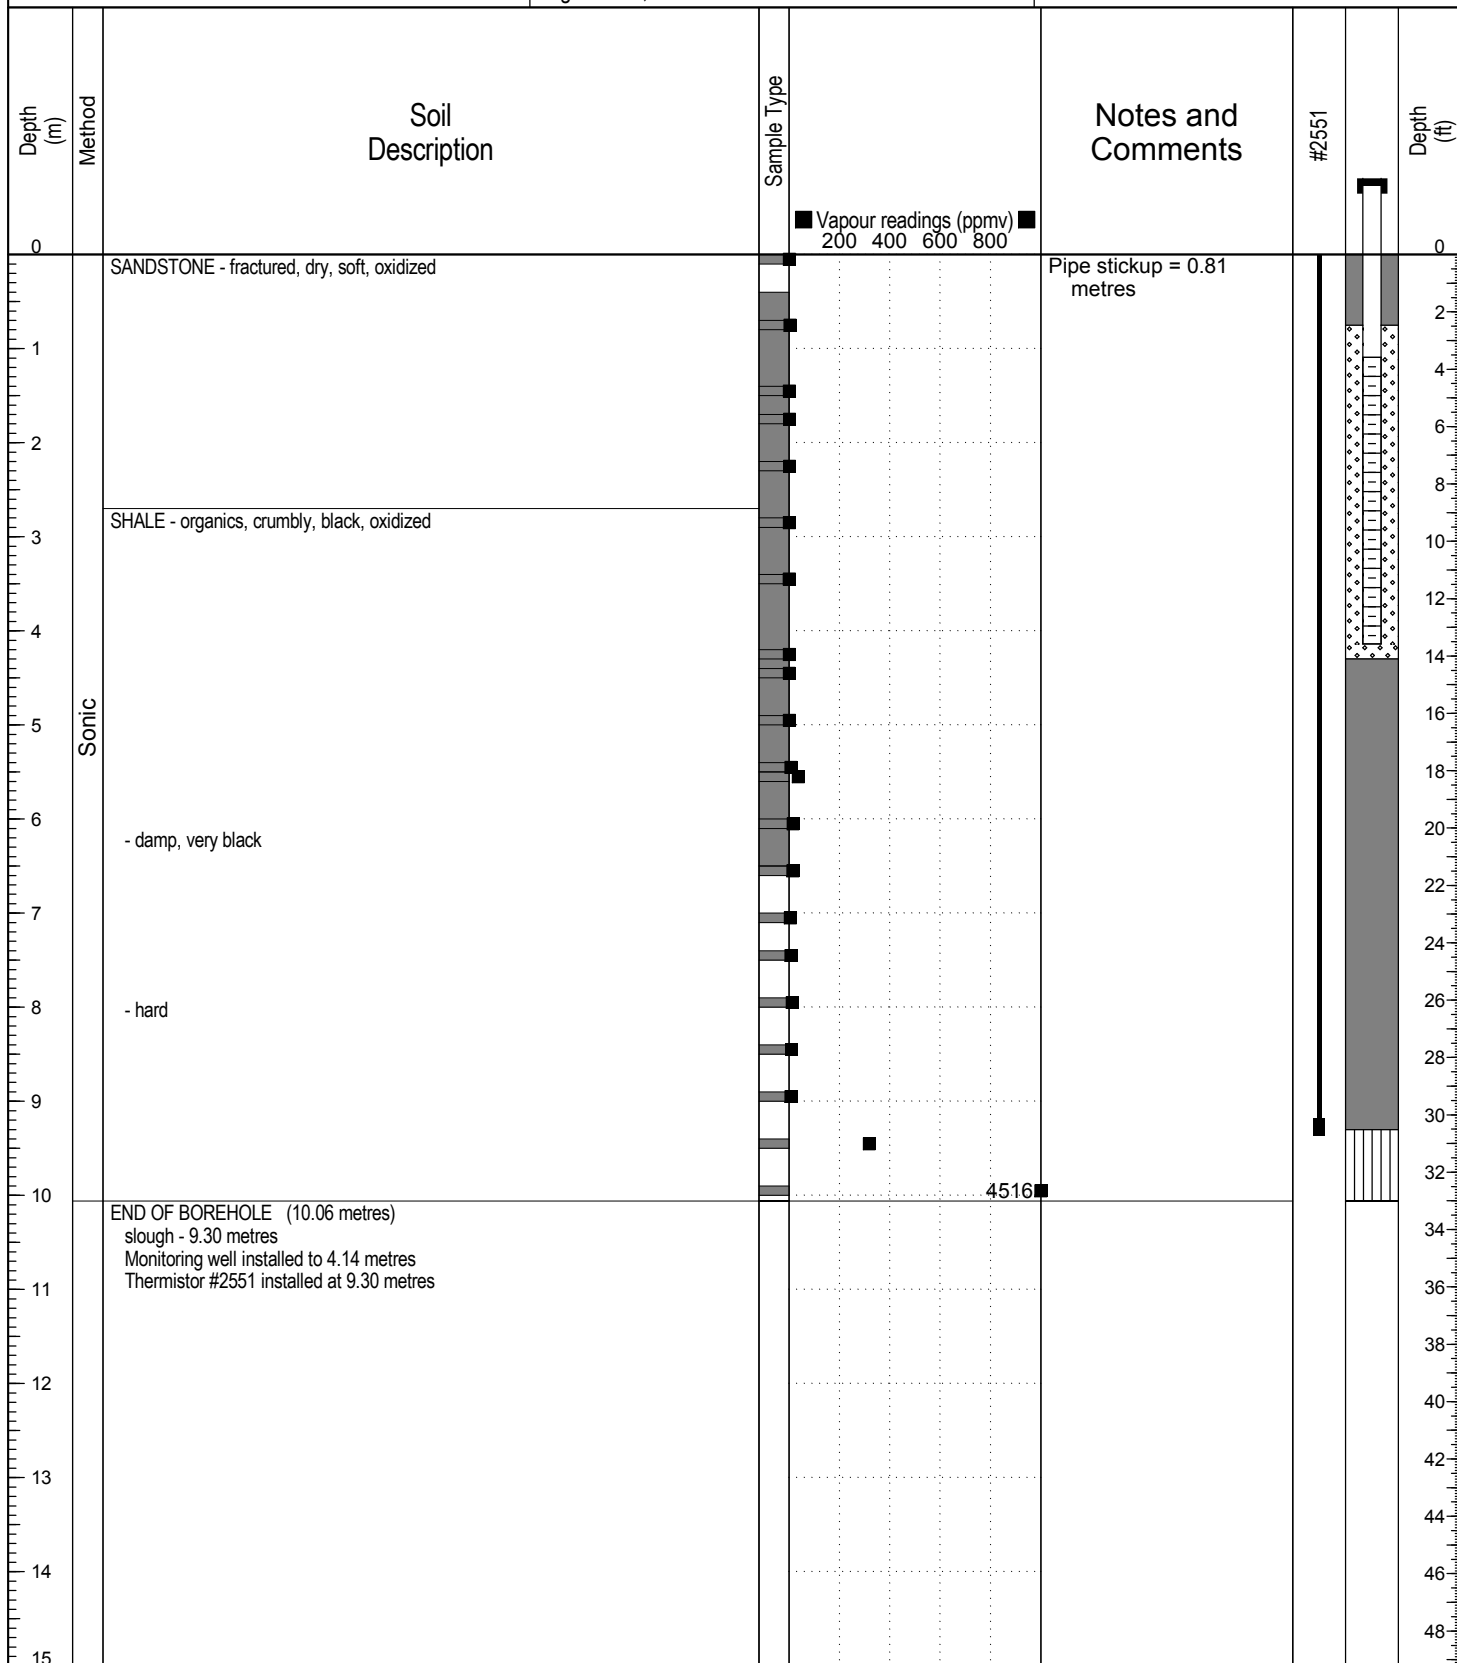 Depth
(m)
Method
Soil
Description
Sample Type
Notes and
Comments
#2551
Depth
(ft)
Vapour readings (ppmv)
200 400 600 800
0
0
SANDSTONE - fractured, dry, soft, oxidized
Pipe stickup = 0.81
metres
2
1
4
6
2
8
SHALE - organics, crumbly, black, oxidized
3
10
12
4
14
Sonic
16
5
18
6
20
- damp, very black
22
7
24
26
8
- hard
28
9
30
32
4516
10
END OF BOREHOLE (10.06 metres)
34
slough - 9.30 metres
Monitoring well installed to 4.14 metres
Thermistor #2551 installed at 9.30 metres
11
36
38
12
40
42
13
44
14
46
48
15